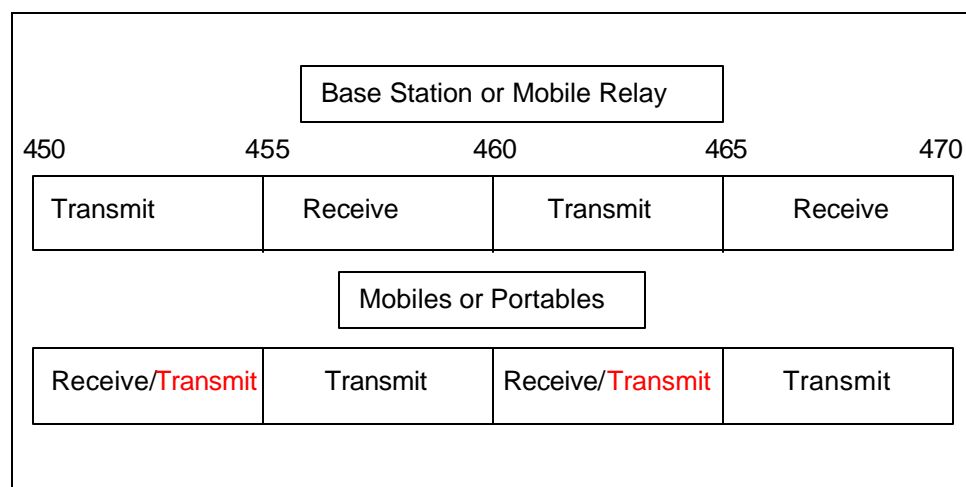 Base Station or Mobile Relay
450 455 460 465 470
Transmit Receive Transmit Receive
Mobiles or Portables
Receive/Transmit Transmit Receive/Transmit Transmit